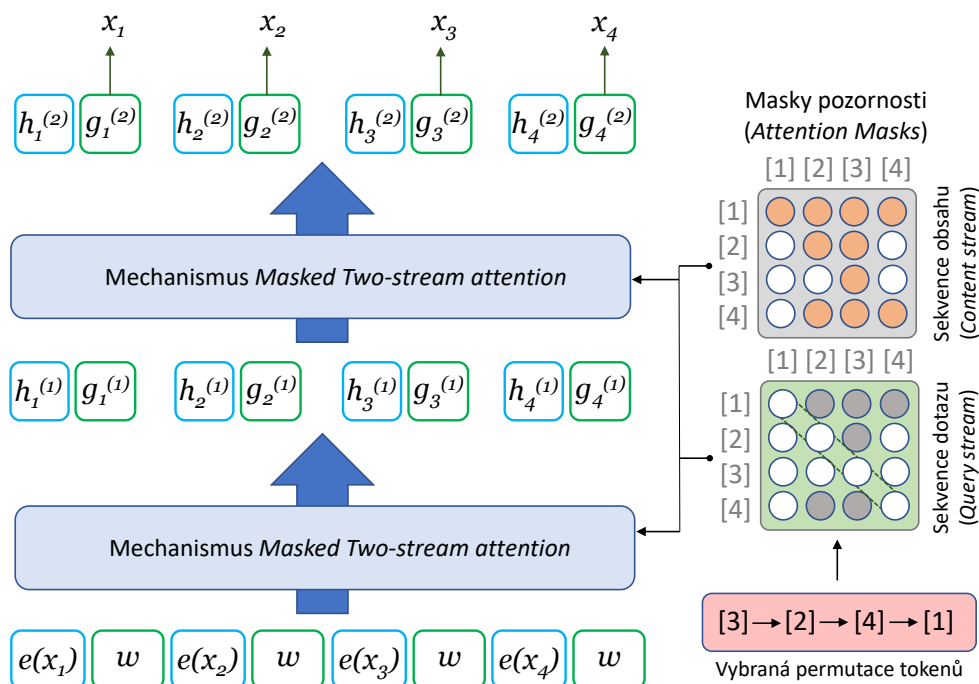 x₁ x₂ x₃ x₄
h₁⁽²⁾ g₁⁽²⁾ h₂⁽²⁾ g₂⁽²⁾ h₃⁽²⁾ g₃⁽²⁾ h₄⁽²⁾ g₄⁽²⁾
Mechanismus Masked Two-stream attention
h₁⁽¹⁾ g₁⁽¹⁾ h₂⁽¹⁾ g₂⁽¹⁾ h₃⁽¹⁾ g₃⁽¹⁾ h₄⁽¹⁾ g₄⁽¹⁾
Mechanismus Masked Two-stream attention
e(x₁) w e(x₂) w e(x₃) w e(x₄) w
Masky pozornosti
(Attention Masks)
[1] [2] [3] [4]
[1]
[2]
[3]
[4]
Sekvence obsahu
(Content stream)
[1] [2] [3] [4]
[1]
[2]
[3]
[4]
Sekvence dotazu
(Query stream)
[3]→[2]→[4]→[1]
Vybraná permutace tokenů